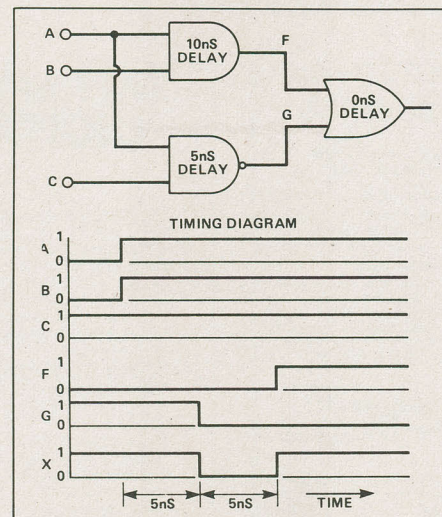 A
B
C
10nS
DELAY
5nS
DELAY
F
G
0nS
DELAY
TIMING DIAGRAM
A 1
0
B 1
0
C 1
0
F 1
0
G 1
0
X 1
0
5nS 5nS TIME